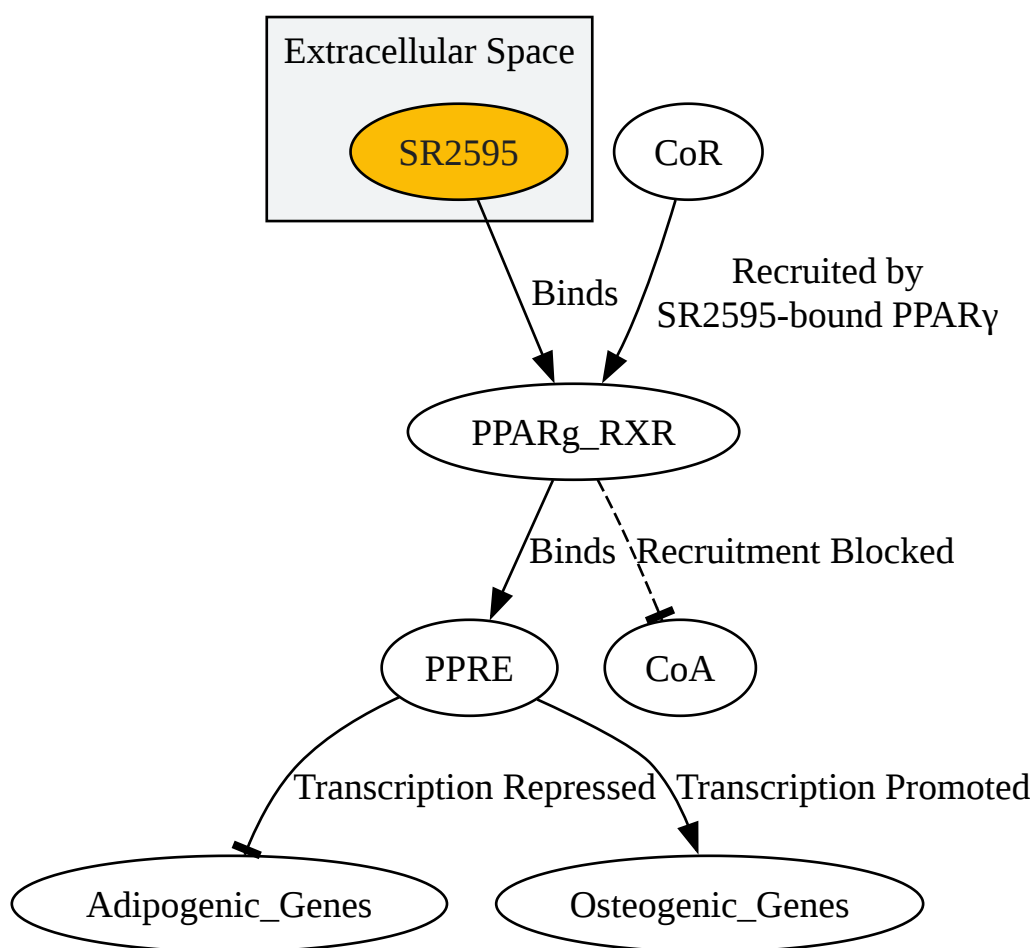 Extracellular Space
SR2595
CoR
Binds
Recruited by
SR2595-bound PPARγ
PPARg_RXR
Binds
Recruitment Blocked
PPRE
CoA
Transcription Repressed
Transcription Promoted
Adipogenic_Genes
Osteogenic_Genes